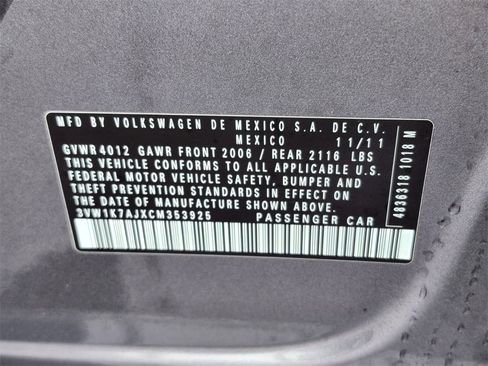 MFD BY VOLKSWAGEN DE MEXICO S.A. DE C.V.
MEXICO 11/11
GVWR 4012 GAWR FRONT 2006 / REAR 2116 LBS
THIS VEHICLE CONFORMS TO ALL APPLICABLE U.S.
FEDERAL MOTOR VEHICLE SAFETY, BUMPER AND
THEFT PREVENTION STANDARDS IN EFFECT ON
THE DATE OF MANUFACTURE SHOWN ABOVE.
3VW1K7AJXCM353925 PASSENGER CAR
4836318 1018 M